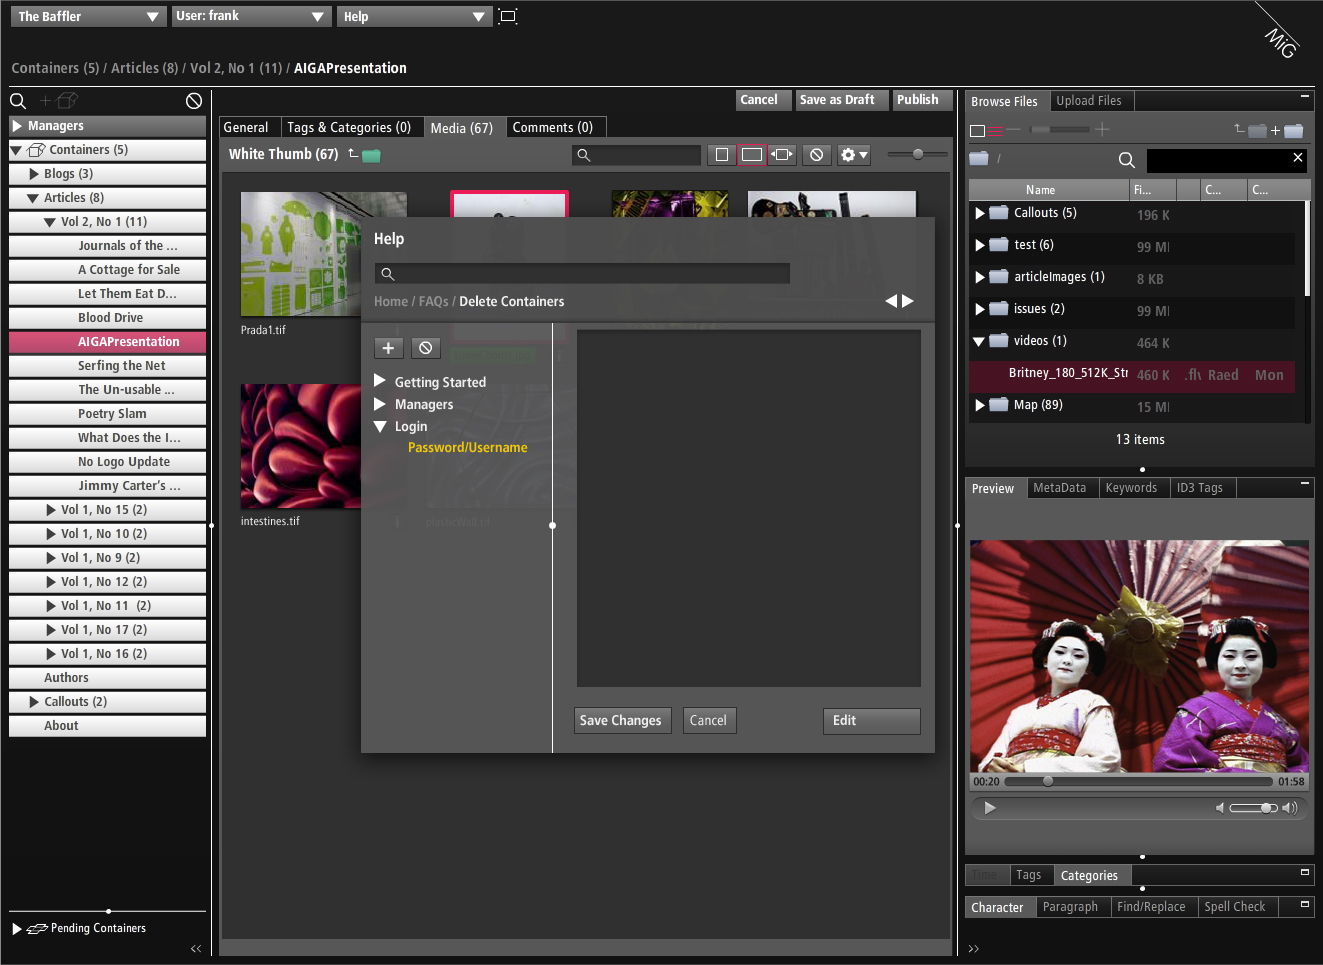 The Baffler
User: frank
Help
MiG
Containers (5) / Articles (8) / Vol 2, No 1 (11) / AIGAPresentation
Managers
Containers (5)
Blogs (3)
Articles (8)
Vol 2, No 1 (11)
Journals of the ...
A Cottage for Sale
Let Them Eat D...
Blood Drive
AIGAPresentation
Serfing the Net
The Un-usable ...
Poetry Slam
What Does the I...
No Logo Update
Jimmy Carter's ...
Vol 1, No 15 (2)
Vol 1, No 10 (2)
Vol 1, No 9 (2)
Vol 1, No 12 (2)
Vol 1, No 11 (2)
Vol 1, No 17 (2)
Vol 1, No 16 (2)
Authors
Callouts (2)
About
Pending Containers
<<
Cancel
Save as Draft
Publish
General
Tags & Categories (0)
Media (67)
Comments (0)
White Thumb (67)
Prada1.tif
intestines.tif
plasticWall.tif
Help
Home / FAQs / Delete Containers
Getting Started
Managers
Login
Password/Username
Save Changes
Cancel
Edit
Browse Files
Upload Files
/
Name Fi... C... C...
Callouts (5) 196 K
test (6) 99 M
articleImages (1) 8 KB
issues (2) 99 M
videos (1) 464 K
Britney_180_512K_Str 460 K .flv Raed Mon
Map (89) 15 M
13 items
Preview
MetaData
Keywords
ID3 Tags
00:20
01:58
Time
Tags
Categories
Character
Paragraph
Find/Replace
Spell Check
>>